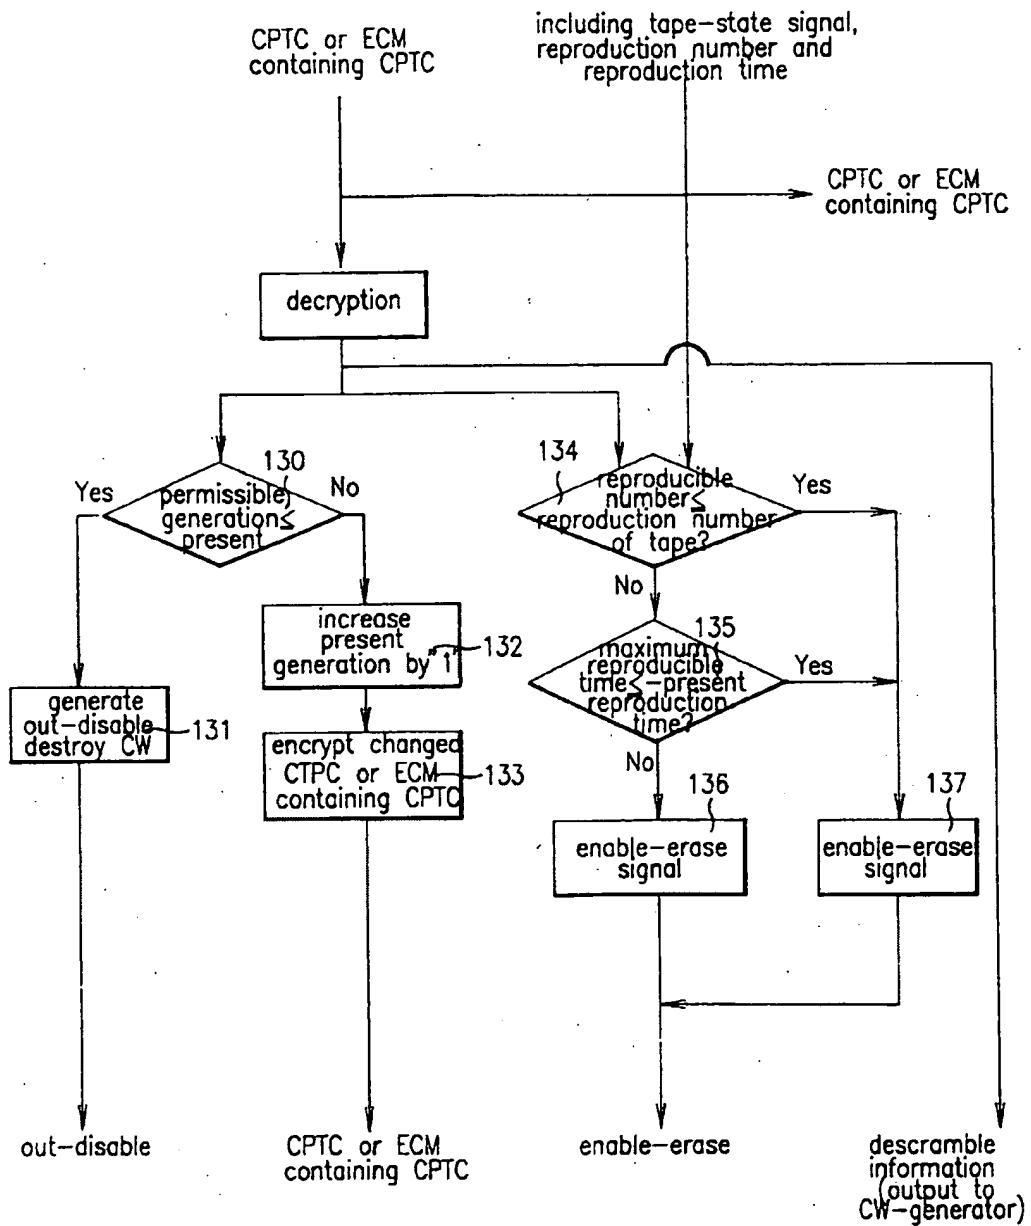 CPTC or ECM
containing CPTC
including tape-state signal,
reproduction number and
reproduction time
CPTC or ECM
containing CPTC
decryption
130
permissible
generation≤
present
Yes
No
134
reproducible
number≤
reproduction number
of tape?
Yes
No
increase
present
generation by"1"
132
135
maximum
reproducible
time≤-present
reproduction
time?
Yes
No
generate
out-disable
destroy CW
131
encrypt changed
CTPC or ECM
containing CPTC
133
136
enable-erase
signal
137
enable-erase
signal
out-disable
CPTC or ECM
containing CPTC
enable-erase
descramble
information
(output to
CW-generator)